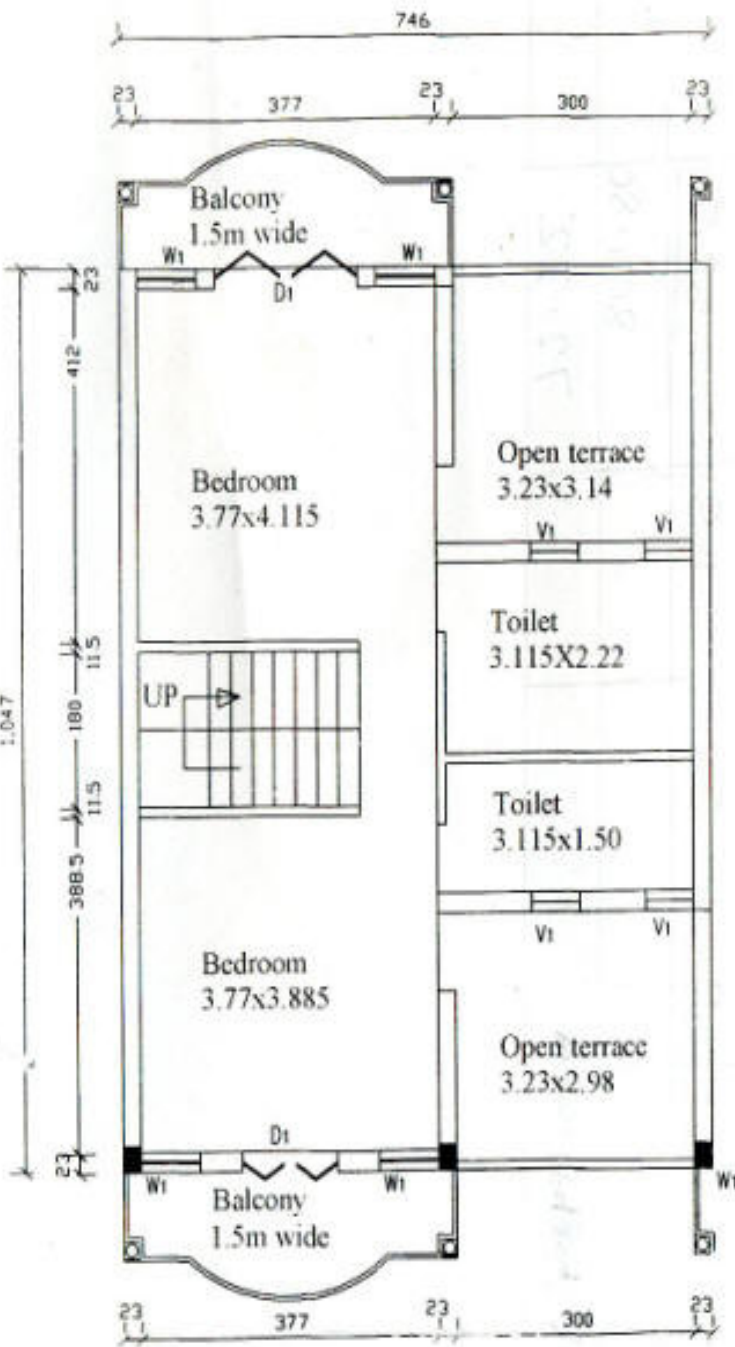 746
23
377
23
300
23
Balcony
1.5m wide
W1
W1
D1
23
412
Open terrace
3.23x3.14
Bedroom
3.77x4.115
V1
V1
11.5
Toilet
3.115X2.22
UP
180
1.047
11.5
Toilet
3.115x1.50
388.5
V1
V1
Bedroom
3.77x3.885
Open terrace
3.23x2.98
D1
23
W1
W1
W1
Balcony
1.5m wide
23
377
23
300
23